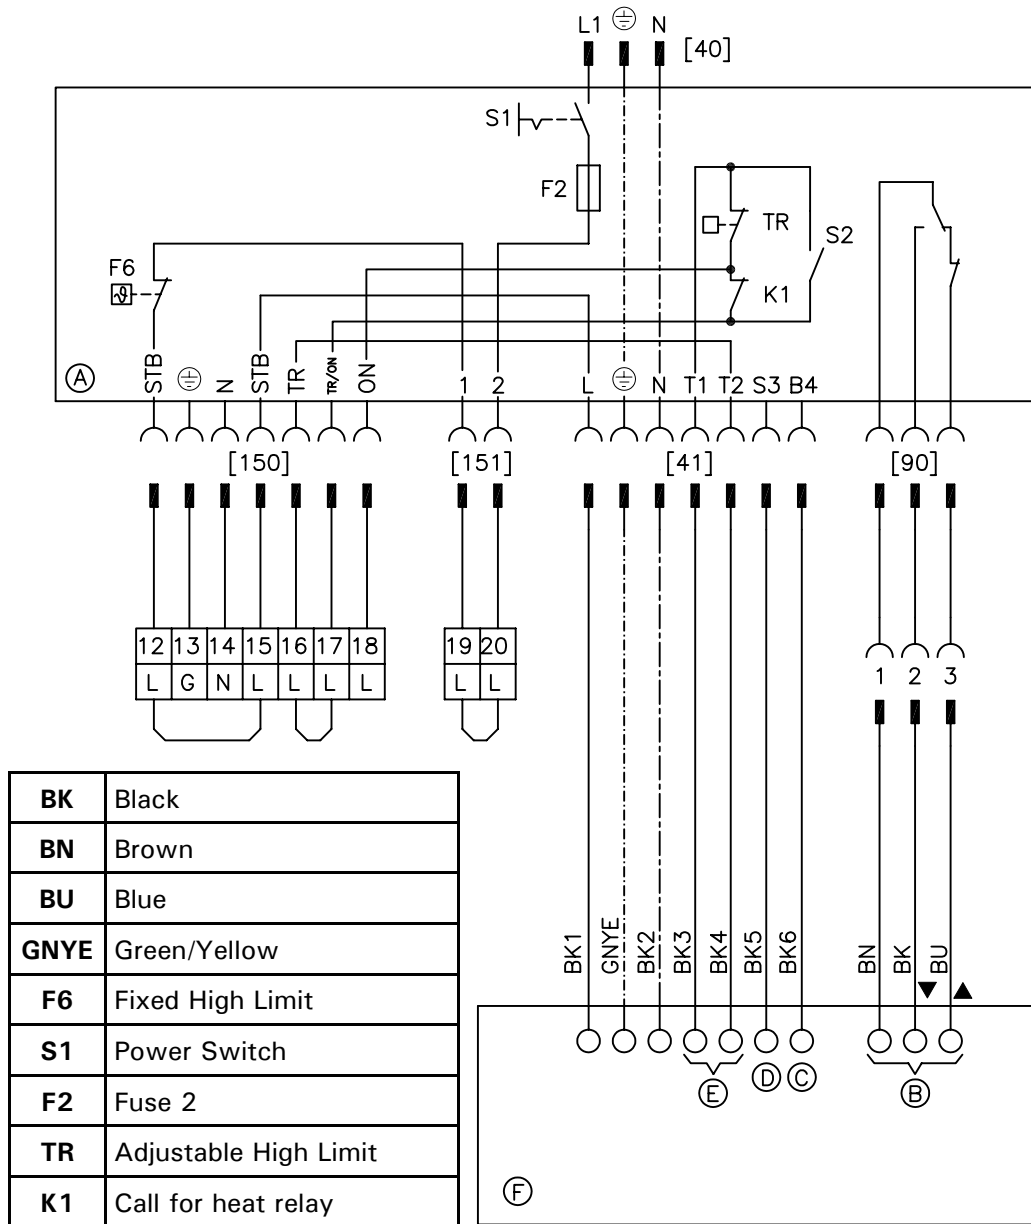 L1 ⏚ N [40]
S1
F2
TR
S2
F6
K1
ϑ
A
STB ⏚ N STB TR TR/ON ON 1 2 L ⏚ N T1 T2 S3 B4
[150] [151] [41] [90]
12 13 14 15 16 17 18 19 20
L G N L L L L L L
1 2 3
BK1 GNYE BK2 BK3 BK4 BK5 BK6 BN BK BU
E D C B
F
BK Black
BN Brown
BU Blue
GNYE Green/Yellow
F6 Fixed High Limit
S1 Power Switch
F2 Fuse 2
TR Adjustable High Limit
K1 Call for heat relay